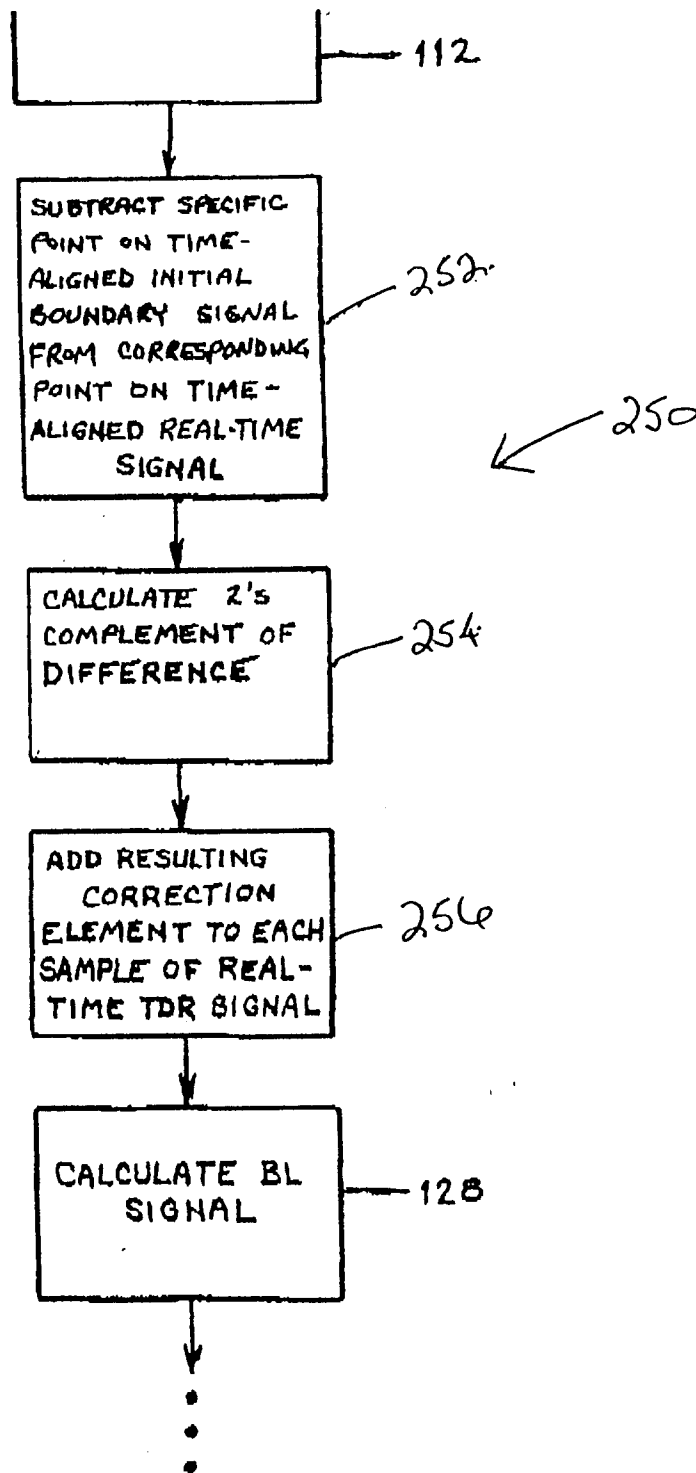 112
SUBTRACT SPECIFIC
POINT ON TIME-
ALIGNED INITIAL
BOUNDARY SIGNAL
FROM CORRESPONDING
POINT ON TIME-
ALIGNED REAL-TIME
SIGNAL
252
250
CALCULATE 2's
COMPLEMENT OF
DIFFERENCE
254
ADD RESULTING
CORRECTION
ELEMENT TO EACH
SAMPLE OF REAL-
TIME TDR SIGNAL
256
CALCULATE BL
SIGNAL
128